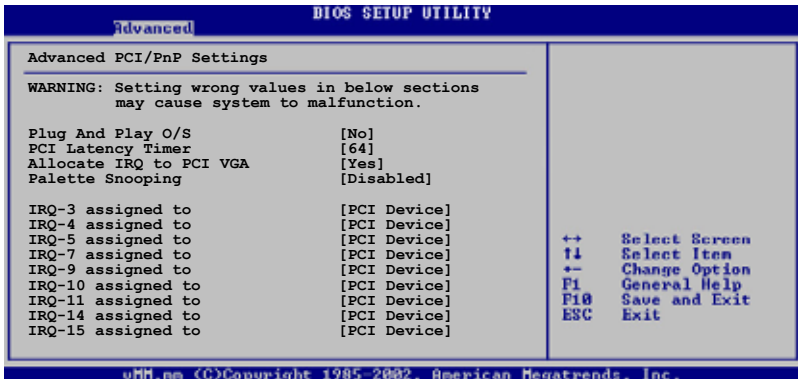 BIOS SETUP UTILITY
Advanced
Advanced PCI/PnP Settings
WARNING: Setting wrong values in below sections
may cause system to malfunction.
Plug And Play O/S [No]
PCI Latency Timer [64]
Allocate IRQ to PCI VGA [Yes]
Palette Snooping [Disabled]
IRQ-3 assigned to [PCI Device]
IRQ-4 assigned to [PCI Device]
IRQ-5 assigned to [PCI Device]
IRQ-7 assigned to [PCI Device]
IRQ-9 assigned to [PCI Device]
IRQ-10 assigned to [PCI Device]
IRQ-11 assigned to [PCI Device]
IRQ-14 assigned to [PCI Device]
IRQ-15 assigned to [PCI Device]
←→ Select Screen
↑↓ Select Item
+- Change Option
F1 General Help
F10 Save and Exit
ESC Exit
vMM.mm (C)Copyright 1985-2002, American Megatrends, Inc.